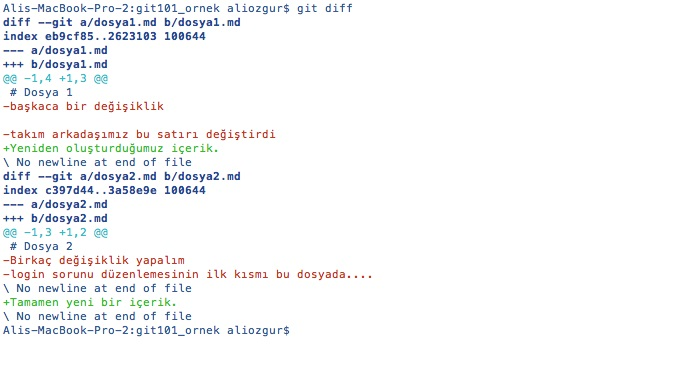 Alis-MacBook-Pro-2:git101_ornek aliozgur$ git diff
diff --git a/dosya1.md b/dosya1.md
index eb9cf85..2623103 100644
--- a/dosya1.md
+++ b/dosya1.md
@@ -1,4 +1,3 @@
 # Dosya 1
-başkaca bir değişiklik

-takım arkadaşımız bu satırı değiştirdi
+Yeniden oluşturduğumuz içerik.
\ No newline at end of file
diff --git a/dosya2.md b/dosya2.md
index c397d44..3a58e9e 100644
--- a/dosya2.md
+++ b/dosya2.md
@@ -1,3 +1,2 @@
 # Dosya 2
-Birkaç değişiklik yapalım
-login sorunu düzenlemesinin ilk kısmı bu dosyada....
\ No newline at end of file
+Tamamen yeni bir içerik.
\ No newline at end of file
Alis-MacBook-Pro-2:git101_ornek aliozgur$